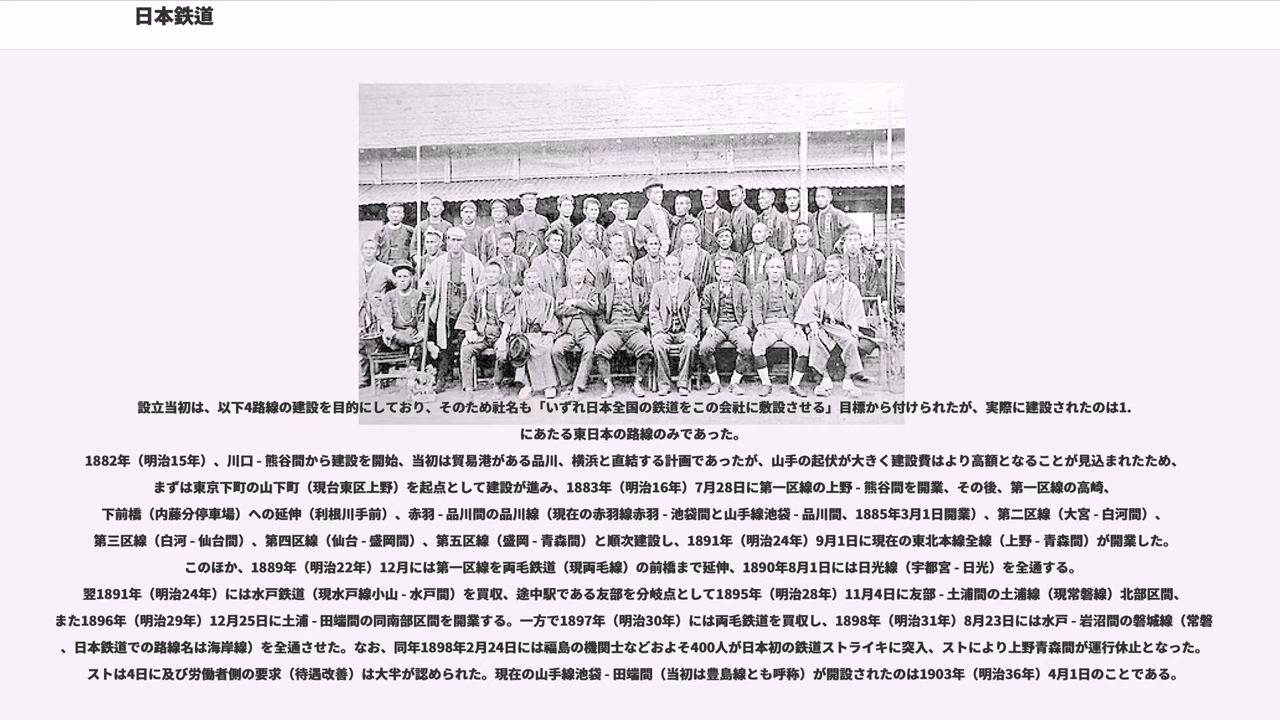 日本鉄道
設立当初は、以下4路線の建設を目的にしており、そのため社名も「いずれ日本全国の鉄道をこの会社に敷設させる」目標から付けられたが、実際に建設されたのは1.
にあたる東日本の路線のみであった。
1882年（明治15年）、川口 - 熊谷間から建設を開始、当初は貿易港がある品川、横浜と直結する計画であったが、山手の起伏が大きく建設費はより高額となることが見込まれたため、
まずは東京下町の山下町（現台東区上野）を起点として建設が進み、1883年（明治16年）7月28日に第一区線の上野 - 熊谷間を開業、その後、第一区線の高崎、
下前橋（内藤分停車場）への延伸（利根川手前）、赤羽 - 品川間の品川線（現在の赤羽線赤羽 - 池袋間と山手線池袋 - 品川間、1885年3月1日開業）、第二区線（大宮 - 白河間）、
第三区線（白河 - 仙台間）、第四区線（仙台 - 盛岡間）、第五区線（盛岡 - 青森間）と順次建設し、1891年（明治24年）9月1日に現在の東北本線全線（上野 - 青森間）が開業した。
このほか、1889年（明治22年）12月には第一区線を両毛鉄道（現両毛線）の前橋まで延伸、1890年8月1日には日光線（宇都宮 - 日光）を全通する。
翌1891年（明治24年）には水戸鉄道（現水戸線小山 - 水戸間）を買収、途中駅である友部を分岐点として1895年（明治28年）11月4日に友部 - 土浦間の土浦線（現常磐線）北部区間、
また1896年（明治29年）12月25日に土浦 - 田端間の同南部区間を開業する。一方で1897年（明治30年）には両毛鉄道を買収し、1898年（明治31年）8月23日には水戸 - 岩沼間の磐城線（常磐
、日本鉄道での路線名は海岸線）を全通させた。なお、同年1898年2月24日には福島の機関士などおよそ400人が日本初の鉄道ストライキに突入、ストにより上野青森間が運行休止となった。
ストは4日に及び労働者側の要求（待遇改善）は大半が認められた。現在の山手線池袋 - 田端間（当初は豊島線とも呼称）が開設されたのは1903年（明治36年）4月1日のことである。